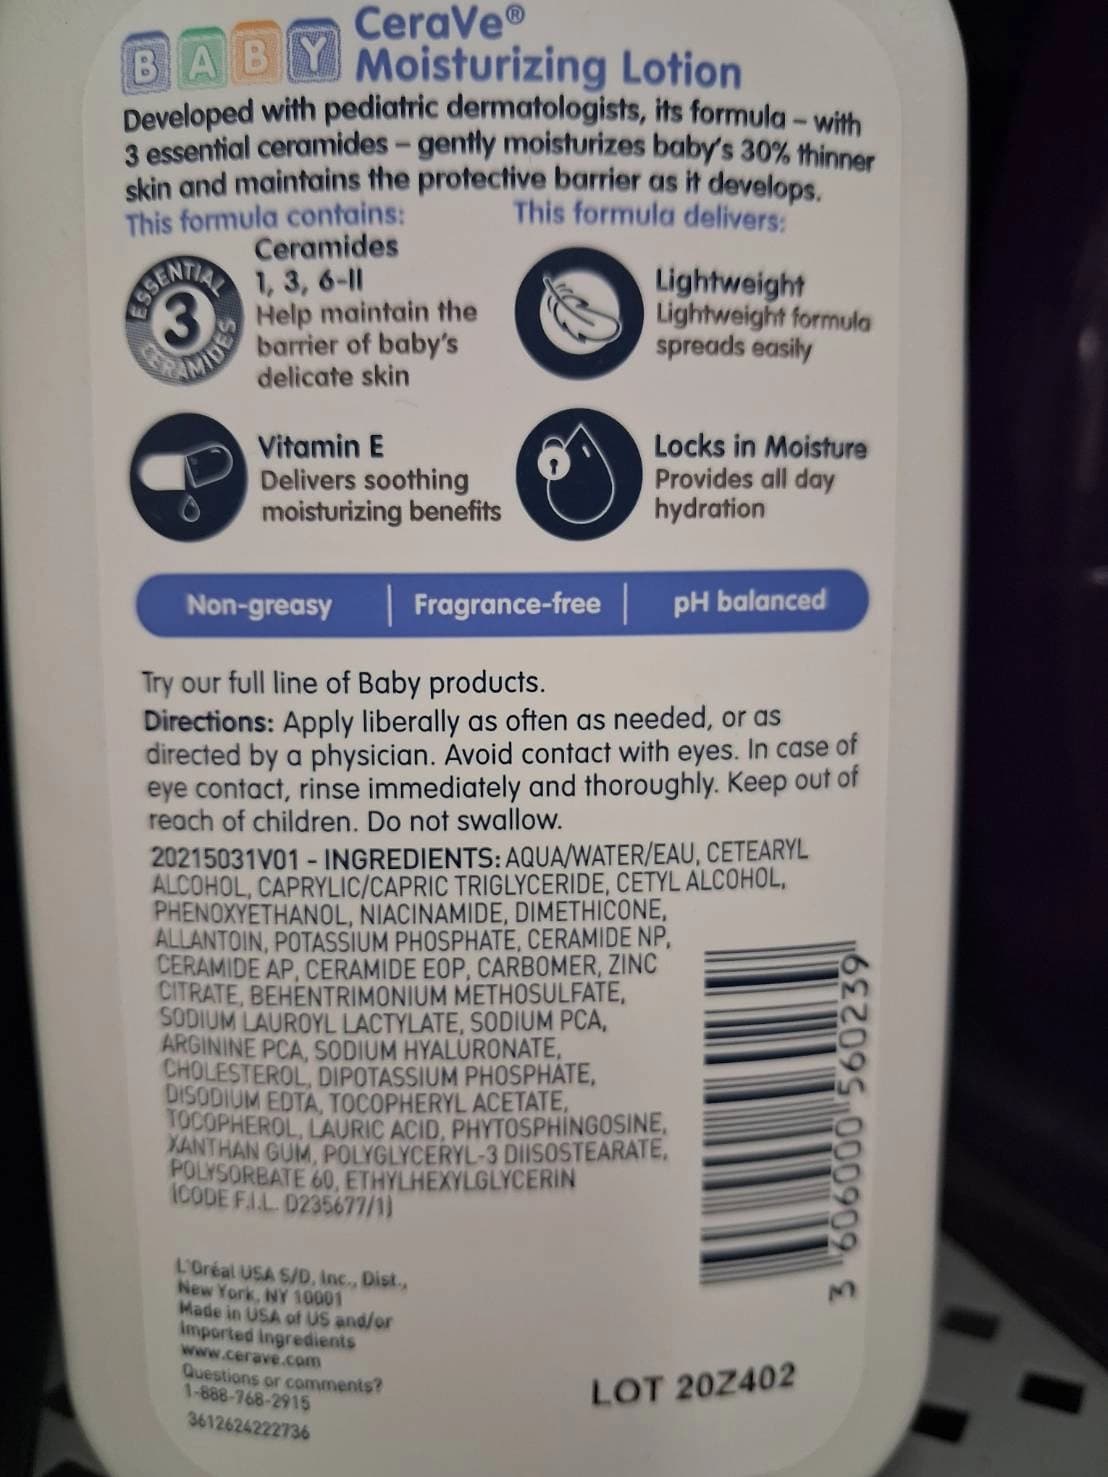 BABY CeraVe®
Moisturizing Lotion
Developed with pediatric dermatologists, its formula – with
3 essential ceramides – gently moisturizes baby's 30% thinner
skin and maintains the protective barrier as it develops.
This formula contains:
ESSENTIAL
3
CERAMIDES
Ceramides
1, 3, 6-II
Help maintain the
barrier of baby's
delicate skin
Vitamin E
Delivers soothing
moisturizing benefits
This formula delivers:
Lightweight
Lightweight formula
spreads easily
Locks in Moisture
Provides all day
hydration
Non-greasy | Fragrance-free | pH balanced
Try our full line of Baby products.
Directions: Apply liberally as often as needed, or as
directed by a physician. Avoid contact with eyes. In case of
eye contact, rinse immediately and thoroughly. Keep out of
reach of children. Do not swallow.
20215031V01 - INGREDIENTS: AQUA/WATER/EAU, CETEARYL
ALCOHOL, CAPRYLIC/CAPRIC TRIGLYCERIDE, CETYL ALCOHOL,
PHENOXYETHANOL, NIACINAMIDE, DIMETHICONE,
ALLANTOIN, POTASSIUM PHOSPHATE, CERAMIDE NP,
CERAMIDE AP, CERAMIDE EOP, CARBOMER, ZINC
CITRATE, BEHENTRIMONIUM METHOSULFATE,
SODIUM LAUROYL LACTYLATE, SODIUM PCA,
ARGININE PCA, SODIUM HYALURONATE,
CHOLESTEROL, DIPOTASSIUM PHOSPHATE,
DISODIUM EDTA, TOCOPHERYL ACETATE,
TOCOPHEROL, LAURIC ACID, PHYTOSPHINGOSINE,
XANTHAN GUM, POLYGLYCERYL-3 DIISOSTEARATE,
POLYSORBATE 60, ETHYLHEXYLGLYCERIN
(CODE F.I.L. D235677/1)
3 606000 560239
L'Oréal USA S/D, Inc., Dist.,
New York, NY 10001
Made in USA of US and/or
Imported Ingredients
www.cerave.com
Questions or comments?
1-888-768-2915
3612624222736
LOT 20Z402